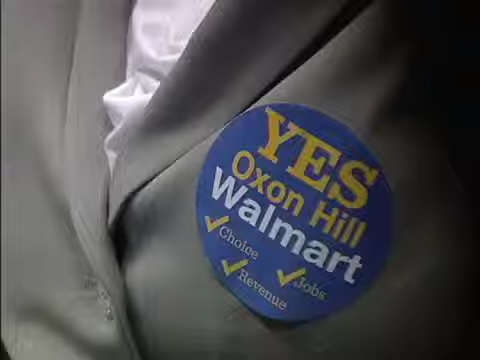 YES
Oxon Hill
Walmart
Choice
Jobs
Revenue